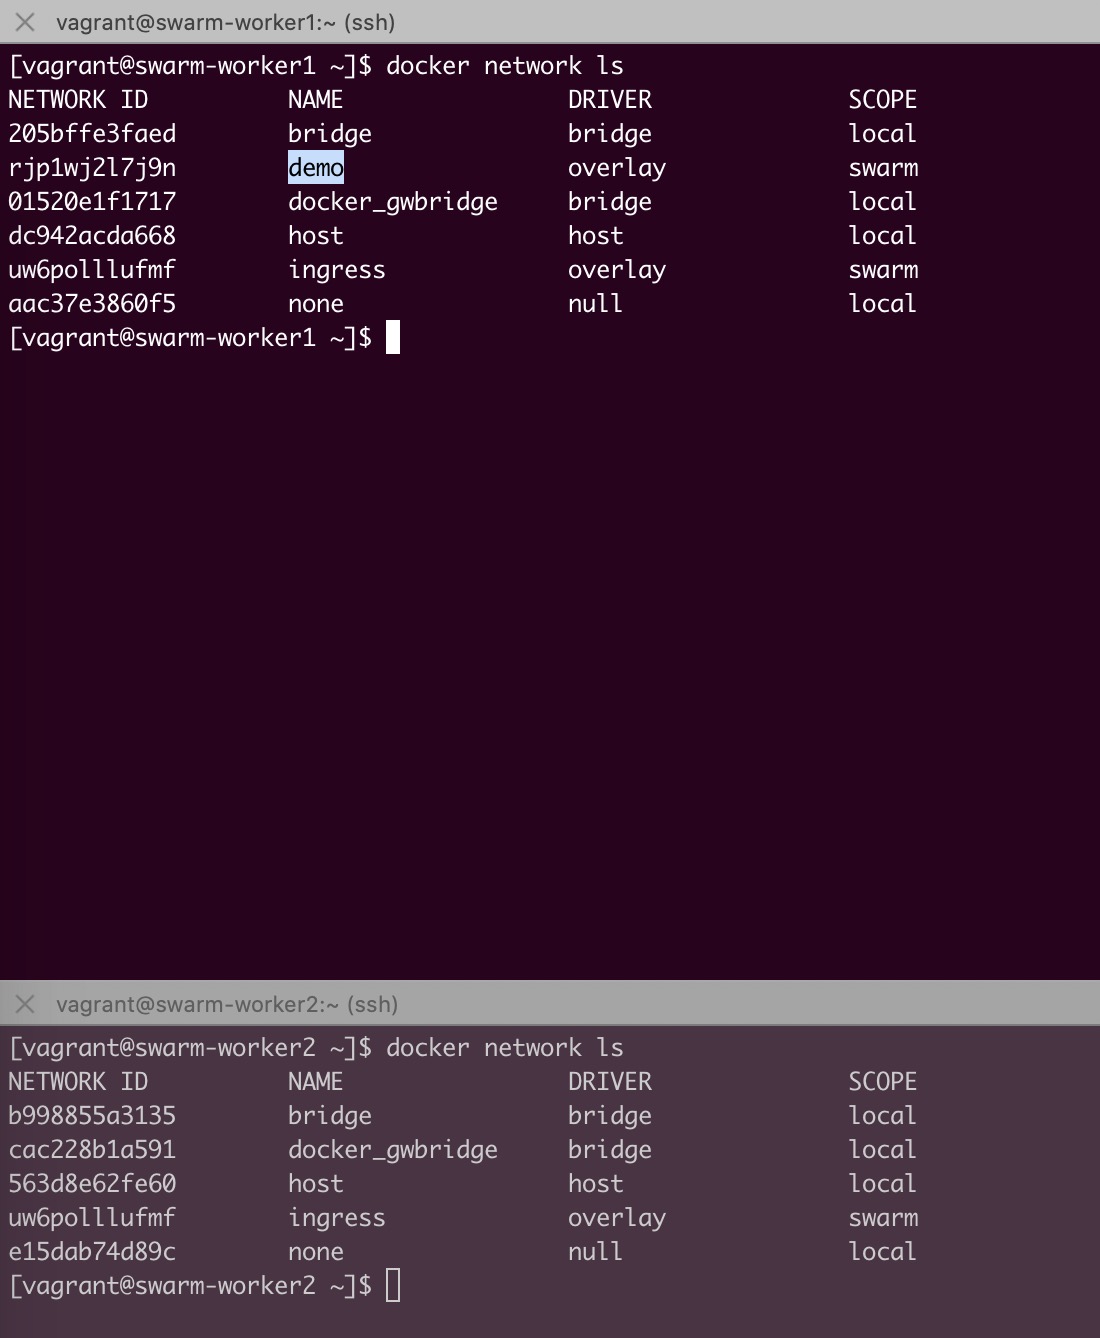 vagrant@swarm-worker1:~ (ssh)
[vagrant@swarm-worker1 ~]$ docker network ls
NETWORK ID NAME DRIVER SCOPE
205bffe3faed bridge bridge local
rjp1wj2l7j9n demo overlay swarm
01520e1f1717 docker_gwbridge bridge local
dc942acda668 host host local
uw6polllufmf ingress overlay swarm
aac37e3860f5 none null local
[vagrant@swarm-worker1 ~]$
vagrant@swarm-worker2:~ (ssh)
[vagrant@swarm-worker2 ~]$ docker network ls
NETWORK ID NAME DRIVER SCOPE
b998855a3135 bridge bridge local
cac228b1a591 docker_gwbridge bridge local
563d8e62fe60 host host local
uw6polllufmf ingress overlay swarm
e15dab74d89c none null local
[vagrant@swarm-worker2 ~]$